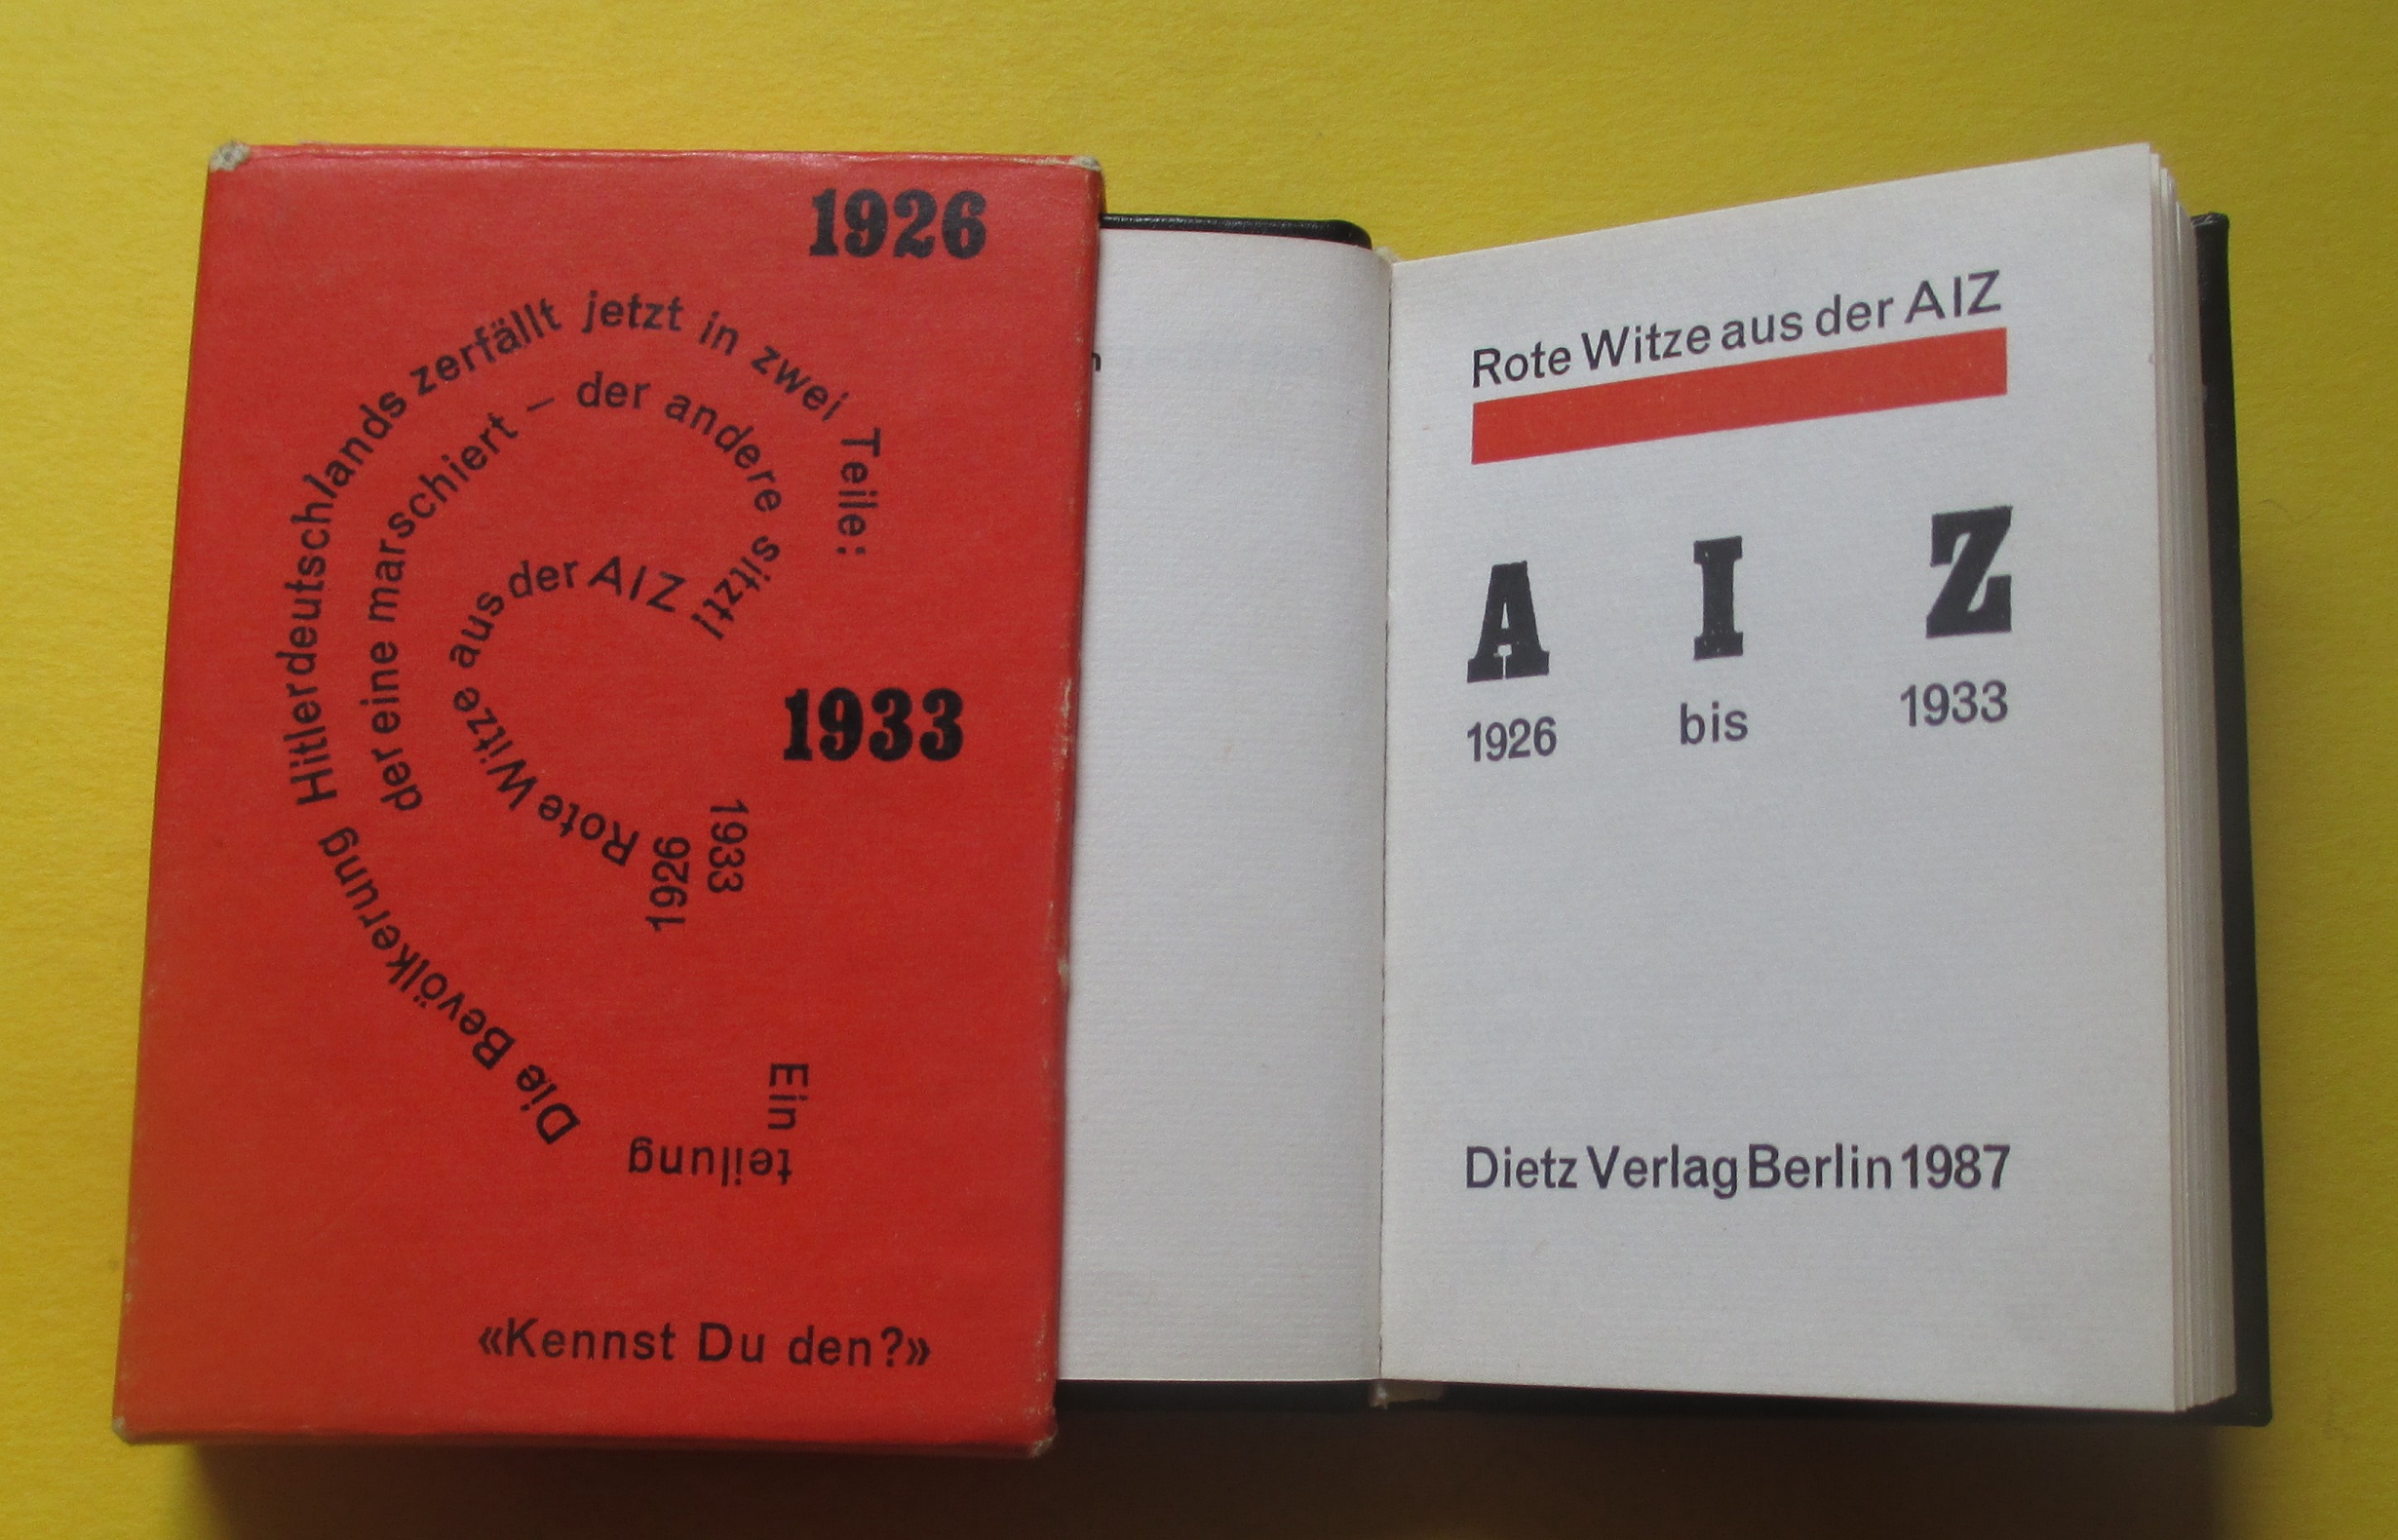 1926
Die Bevölkerung Hitlerdeutschlands zerfällt jetzt in zwei Teile:
der eine marschiert – der andere sitzt!
Rote Witze aus der AIZ
1933
1926
1933
Ein
teilung
«Kennst Du den?»
n
Rote Witze aus der AIZ
A I Z
1926 bis 1933
Dietz Verlag Berlin 1987